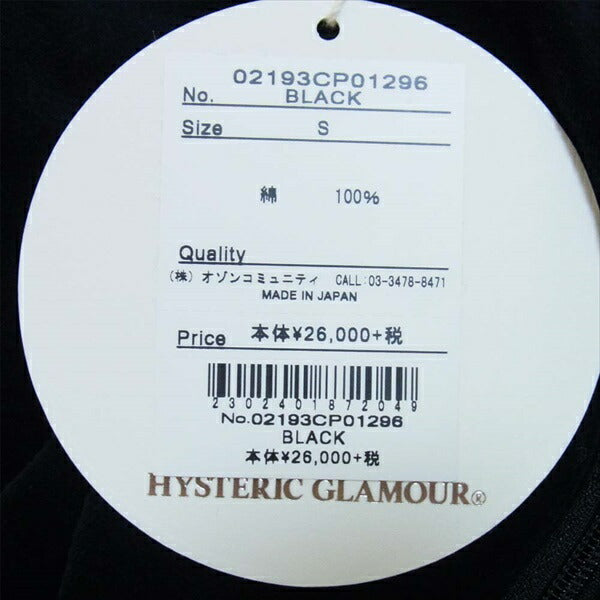 02193CP01296
No. BLACK
Size S
綿 100%
Quality
(株) オゾンコミュニティ CALL:03-3478-8471
MADE IN JAPAN
Price 本体¥26,000+税
2302401872049
No.02193CP01296
BLACK
本体¥26,000+税
HYSTERIC GLAMOUR®